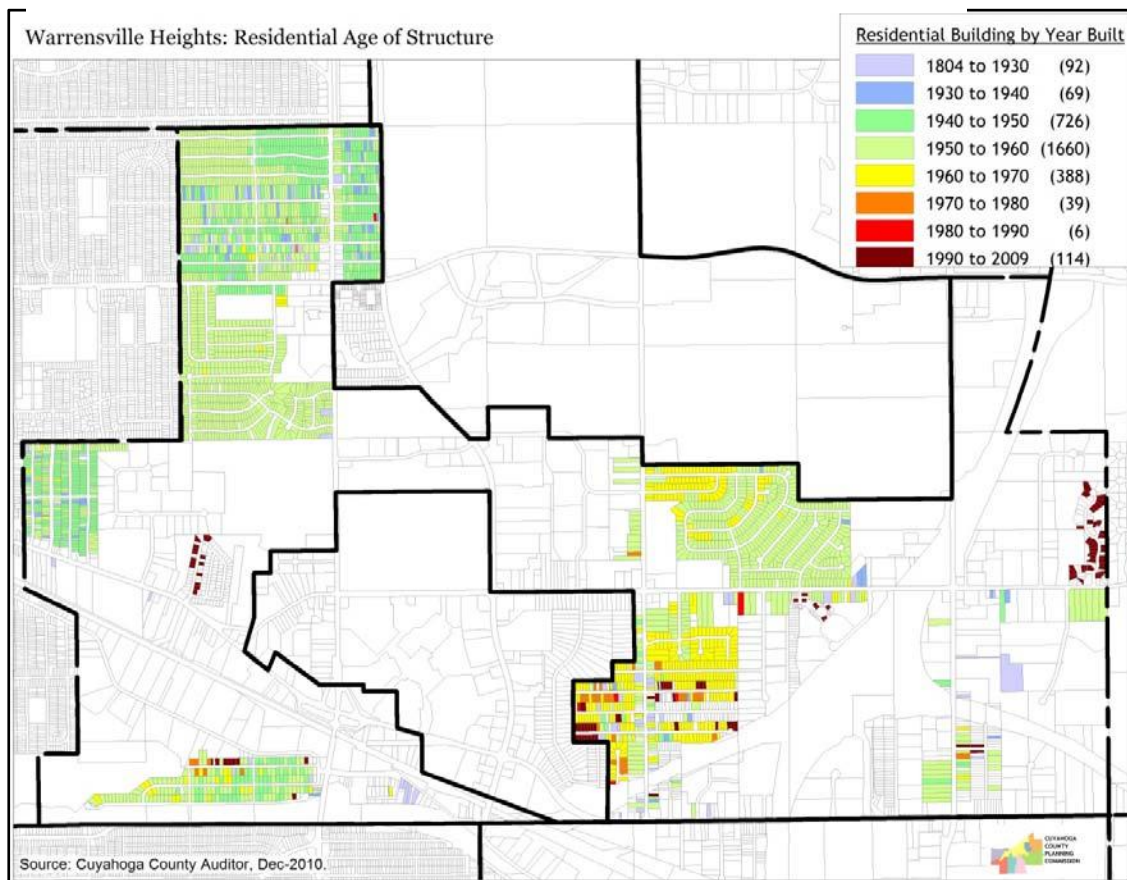 Warrensville Heights: Residential Age of Structure
Residential Building by Year Built
1804 to 1930 (92)
1930 to 1940 (69)
1940 to 1950 (726)
1950 to 1960 (1660)
1960 to 1970 (388)
1970 to 1980 (39)
1980 to 1990 (6)
1990 to 2009 (114)
Source: Cuyahoga County Auditor, Dec-2010.
CUYAHOGA
COUNTY
PLANNING
COMMISSION